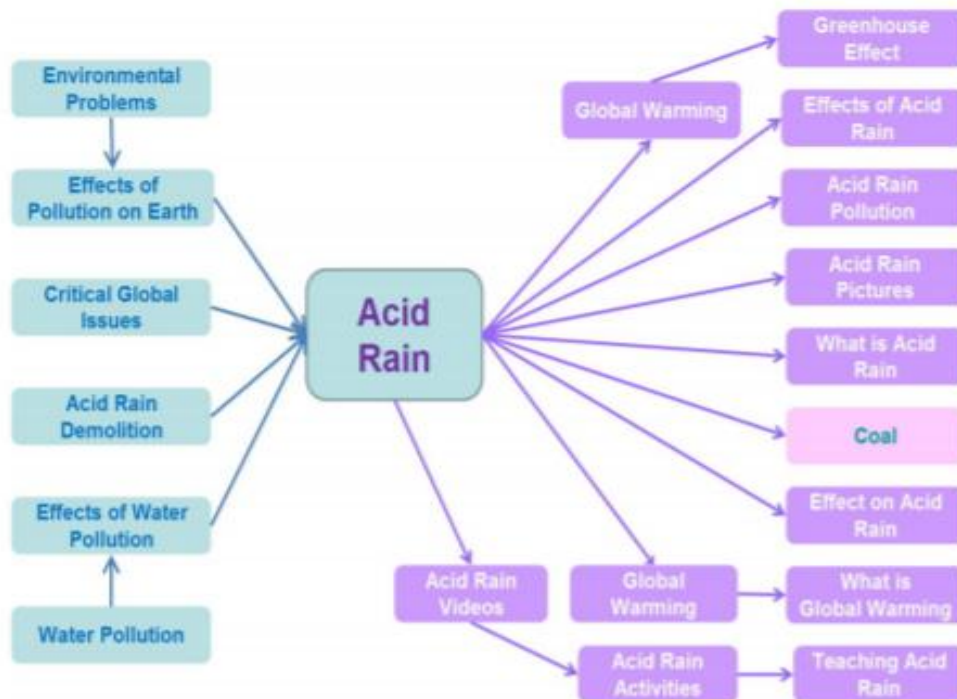 Environmental
Problems
Effects of
Pollution on Earth
Critical Global
Issues
Acid Rain
Demolition
Effects of Water
Pollution
Water Pollution
Acid
Rain
Global Warming
Greenhouse
Effect
Effects of Acid
Rain
Acid Rain
Pollution
Acid Rain
Pictures
What is Acid
Rain
Coal
Effect on Acid
Rain
Acid Rain
Videos
Global
Warming
What is
Global Warming
Acid Rain
Activities
Teaching Acid
Rain